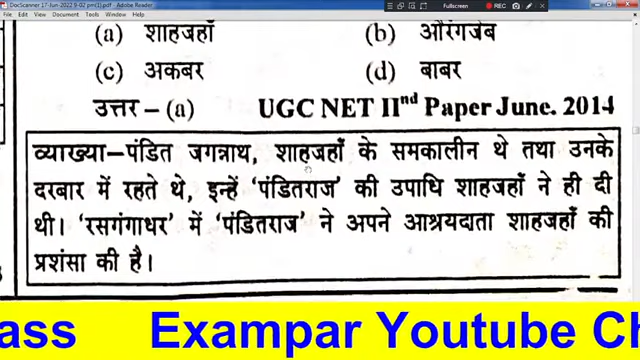 DocScanner 17-Jun-2022 9-02 pm(1).pdf - Adobe Reader
File Edit View Document Tools Window Help
Fullscreen REC
(a) शाहजहाँ (b) औरंगजेब
(c) अकबर (d) बाबर
उत्तर – (a) UGC NET IInd Paper June. 2014
व्याख्या–पंडित जगन्नाथ, शाहजहाँ के समकालीन थे तथा उनके
दरबार में रहते थे, इन्हें 'पंडितराज' की उपाधि शाहजहाँ ने ही दी
थी। 'रसगंगाधर' में 'पंडितराज' ने अपने आश्रयदाता शाहजहाँ की
प्रशंसा की है।
ass Exampar Youtube Ch